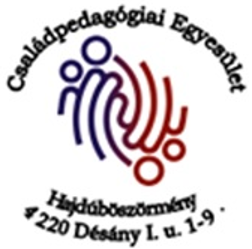 Családpedagógiai Egyesület
Hajdúböszörmény
4220 Désány I. u. 1-9.